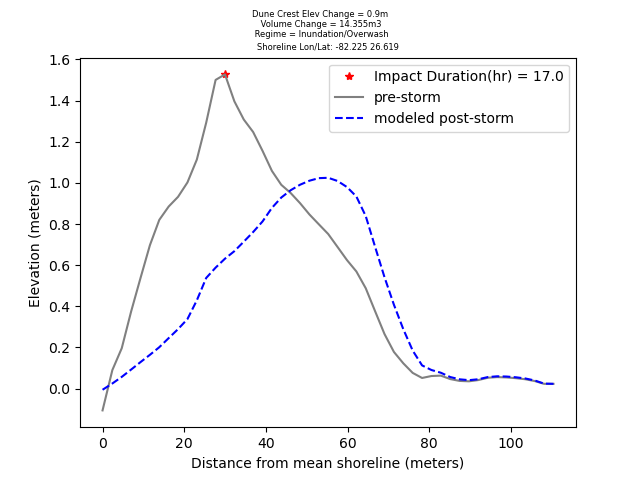 Dune Crest Elev Change = 0.9m
Volume Change = 14.355m3
Regime = Inundation/Overwash
Shoreline Lon/Lat: -82.225 26.619
Impact Duration(hr) = 17.0
pre-storm
modeled post-storm
Elevation (meters)
1.6
1.4
1.2
1.0
0.8
0.6
0.4
0.2
0.0
0 20 40 60 80 100
Distance from mean shoreline (meters)